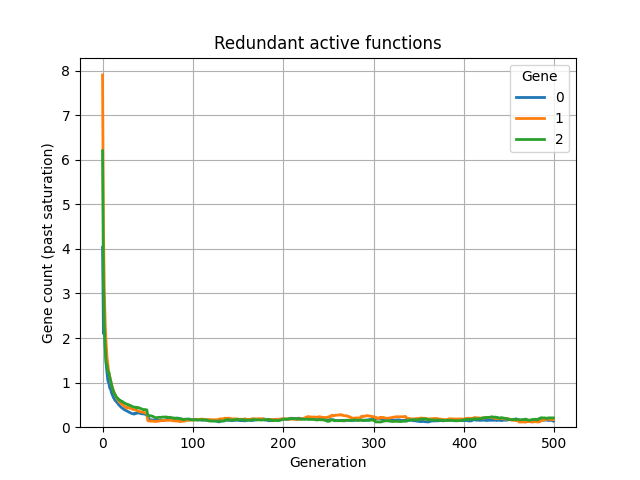 Redundant active functions
Gene count (past saturation)
8
7
6
5
4
3
2
1
0
0 100 200 300 400 500
Generation
Gene
0
1
2